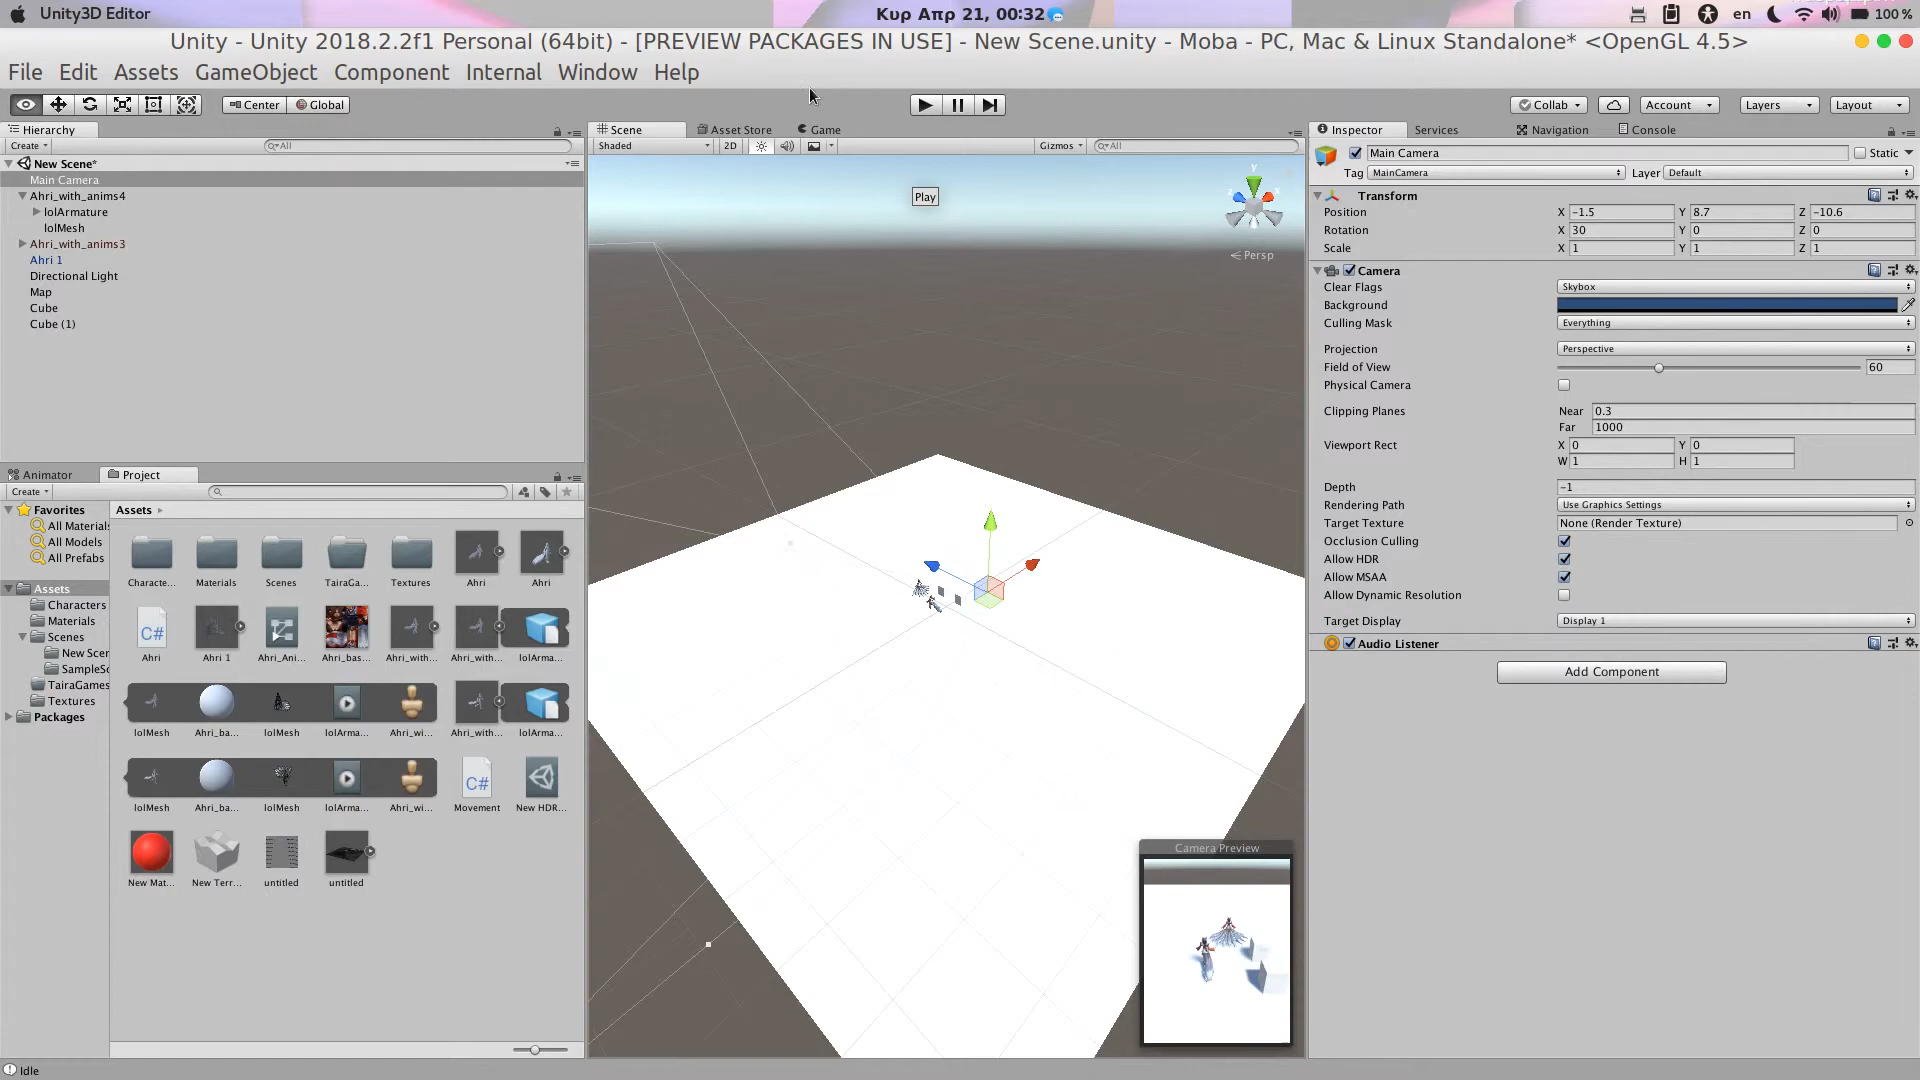 Unity3D Editor
Κυρ Απρ 21, 00:32
en
100 %
Unity - Unity 2018.2.2f1 Personal (64bit) - [PREVIEW PACKAGES IN USE] - New Scene.unity - Moba - PC, Mac & Linux Standalone* <OpenGL 4.5>
File Edit Assets GameObject Component Internal Window Help
Center Global
Collab Account Layers Layout
Hierarchy
Create
All
New Scene*
Main Camera
Ahri_with_anims4
lolArmature
lolMesh
Ahri_with_anims3
Ahri 1
Directional Light
Map
Cube
Cube (1)
Animator Project
Create
Favorites
All Materials
All Models
All Prefabs
Assets
Characters
Materials
Scenes
New Scen
SampleSc
TairaGames
Textures
Packages
Assets
Characte... Materials Scenes TairaGa... Textures Ahri Ahri
C#
Ahri Ahri 1 Ahri_Ani... Ahri_bas... Ahri_with... Ahri_with... lolArma...
lolMesh Ahri_ba... lolMesh lolArma... Ahri_wi... Ahri_with... lolArma...
C#
lolMesh Ahri_ba... lolMesh lolArma... Ahri_wi... Movement New HDR...
New Mat... New Terr... untitled untitled
Scene Asset Store Game
Shaded 2D Gizmos All
Play
y
z
x
Persp
Camera Preview
Inspector Services Navigation Console
Main Camera Static
Tag MainCamera Layer Default
Transform
Position X -1.5 Y 8.7 Z -10.6
Rotation X 30 Y 0 Z 0
Scale X 1 Y 1 Z 1
Camera
Clear Flags Skybox
Background
Culling Mask Everything
Projection Perspective
Field of View 60
Physical Camera
Clipping Planes Near 0.3
Far 1000
Viewport Rect X 0 Y 0
W 1 H 1
Depth -1
Rendering Path Use Graphics Settings
Target Texture None (Render Texture)
Occlusion Culling
Allow HDR
Allow MSAA
Allow Dynamic Resolution
Target Display Display 1
Audio Listener
Add Component
Idle